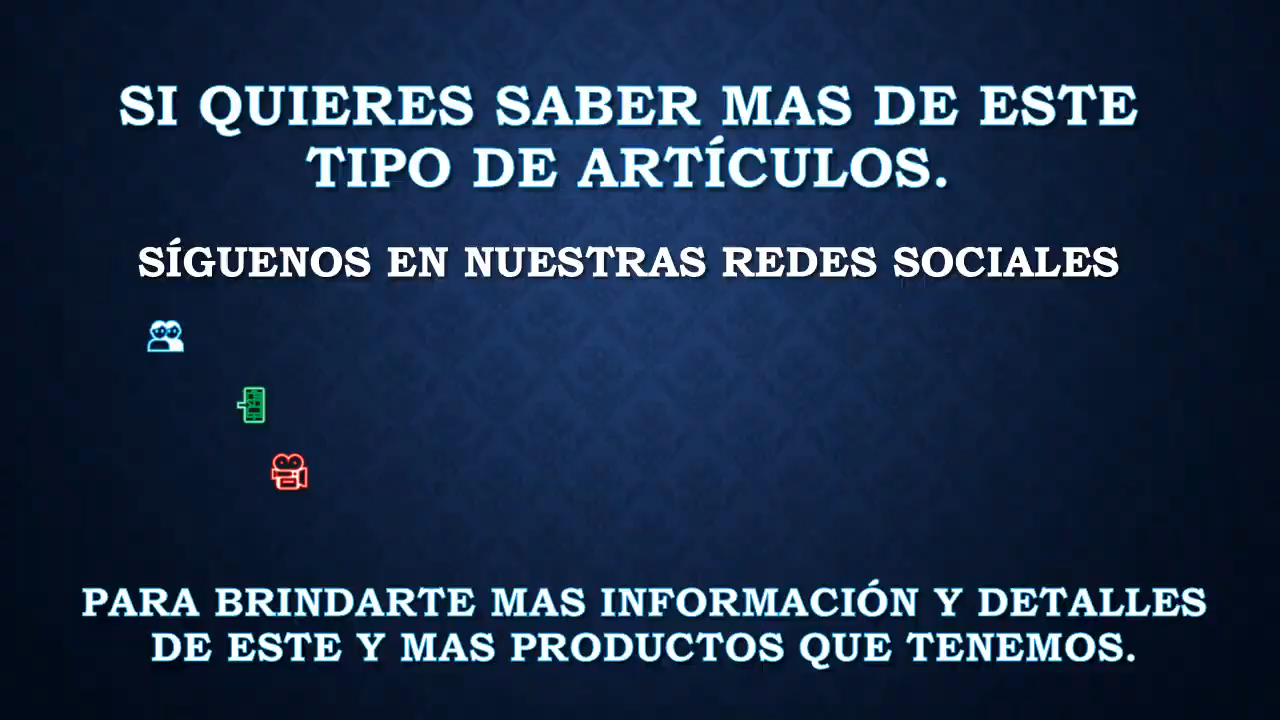 SI QUIERES SABER MAS DE ESTE
TIPO DE ARTÍCULOS.
SÍGUENOS EN NUESTRAS REDES SOCIALES
PARA BRINDARTE MAS INFORMACIÓN Y DETALLES
DE ESTE Y MAS PRODUCTOS QUE TENEMOS.